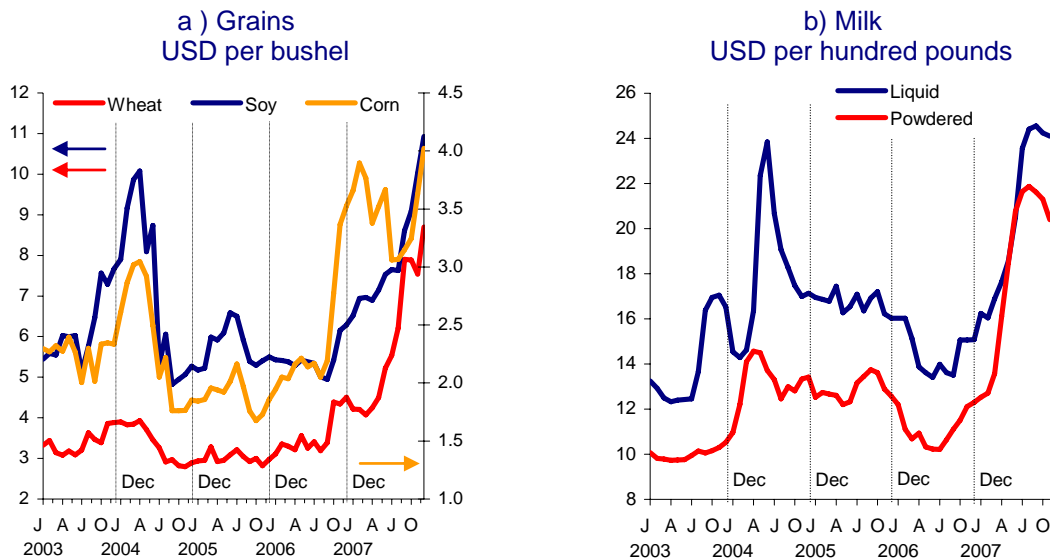 a ) Grains
USD per bushel
Wheat Soy Corn
12
11
10
9
8
7
6
5
4
3
2
4.5
4.0
3.5
3.0
2.5
2.0
1.5
1.0
Dec Dec Dec Dec
J A J O J A J O J A J O J A J O J A J O
2003 2004 2005 2006 2007
b) Milk
USD per hundred pounds
Liquid
Powdered
26
24
22
20
18
16
14
12
10
8
Dec Dec Dec Dec
J A J O J A J O J A J O J A J O J A J O
2003 2004 2005 2006 2007